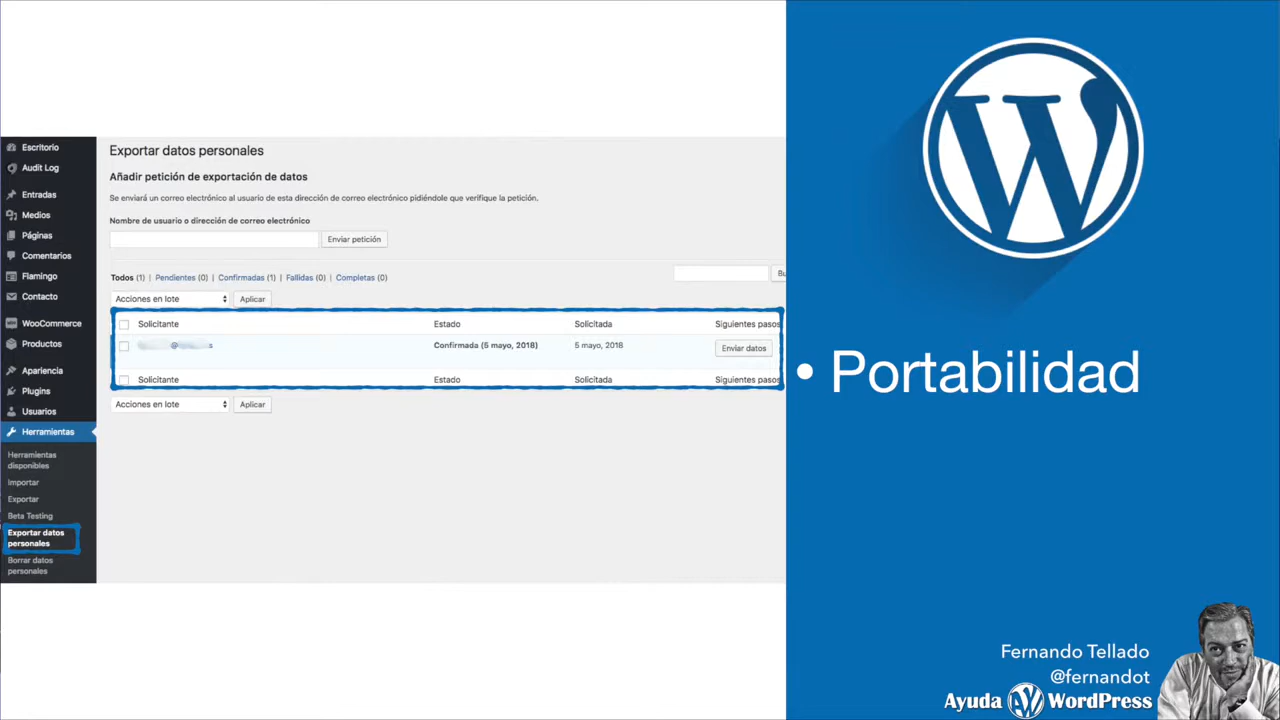 Escritorio
Audit Log
Entradas
Medios
Páginas
Comentarios
Flamingo
Contacto
WooCommerce
Productos
Apariencia
Plugins
Usuarios
Herramientas
Herramientas
disponibles
Importar
Exportar
Beta Testing
Exportar datos
personales
Borrar datos
personales
Exportar datos personales
Añadir petición de exportación de datos
Se enviará un correo electrónico al usuario de esta dirección de correo electrónico pidiéndole que verifique la petición.
Nombre de usuario o dirección de correo electrónico
Enviar petición
Todos (1) | Pendientes (0) | Confirmadas (1) | Fallidas (0) | Completas (0)
Bu
Acciones en lote Aplicar
Solicitante Estado Solicitada Siguientes pasos
@ s Confirmada (5 mayo, 2018) 5 mayo, 2018 Enviar datos
Solicitante Estado Solicitada Siguientes pasos
Acciones en lote Aplicar
• Portabilidad
Fernando Tellado
@fernandot
Ayuda WordPress